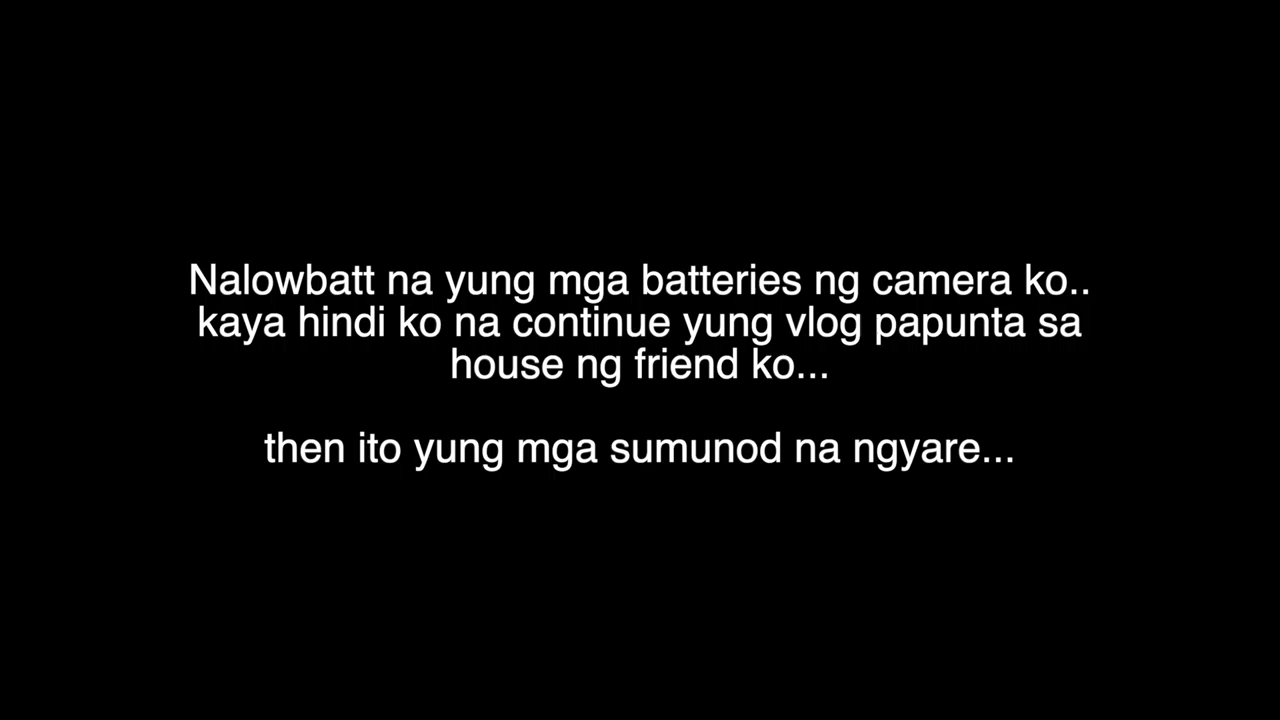 Nalowbatt na yung mga batteries ng camera ko..
kaya hindi ko na continue yung vlog papunta sa
house ng friend ko...
then ito yung mga sumunod na ngyare...